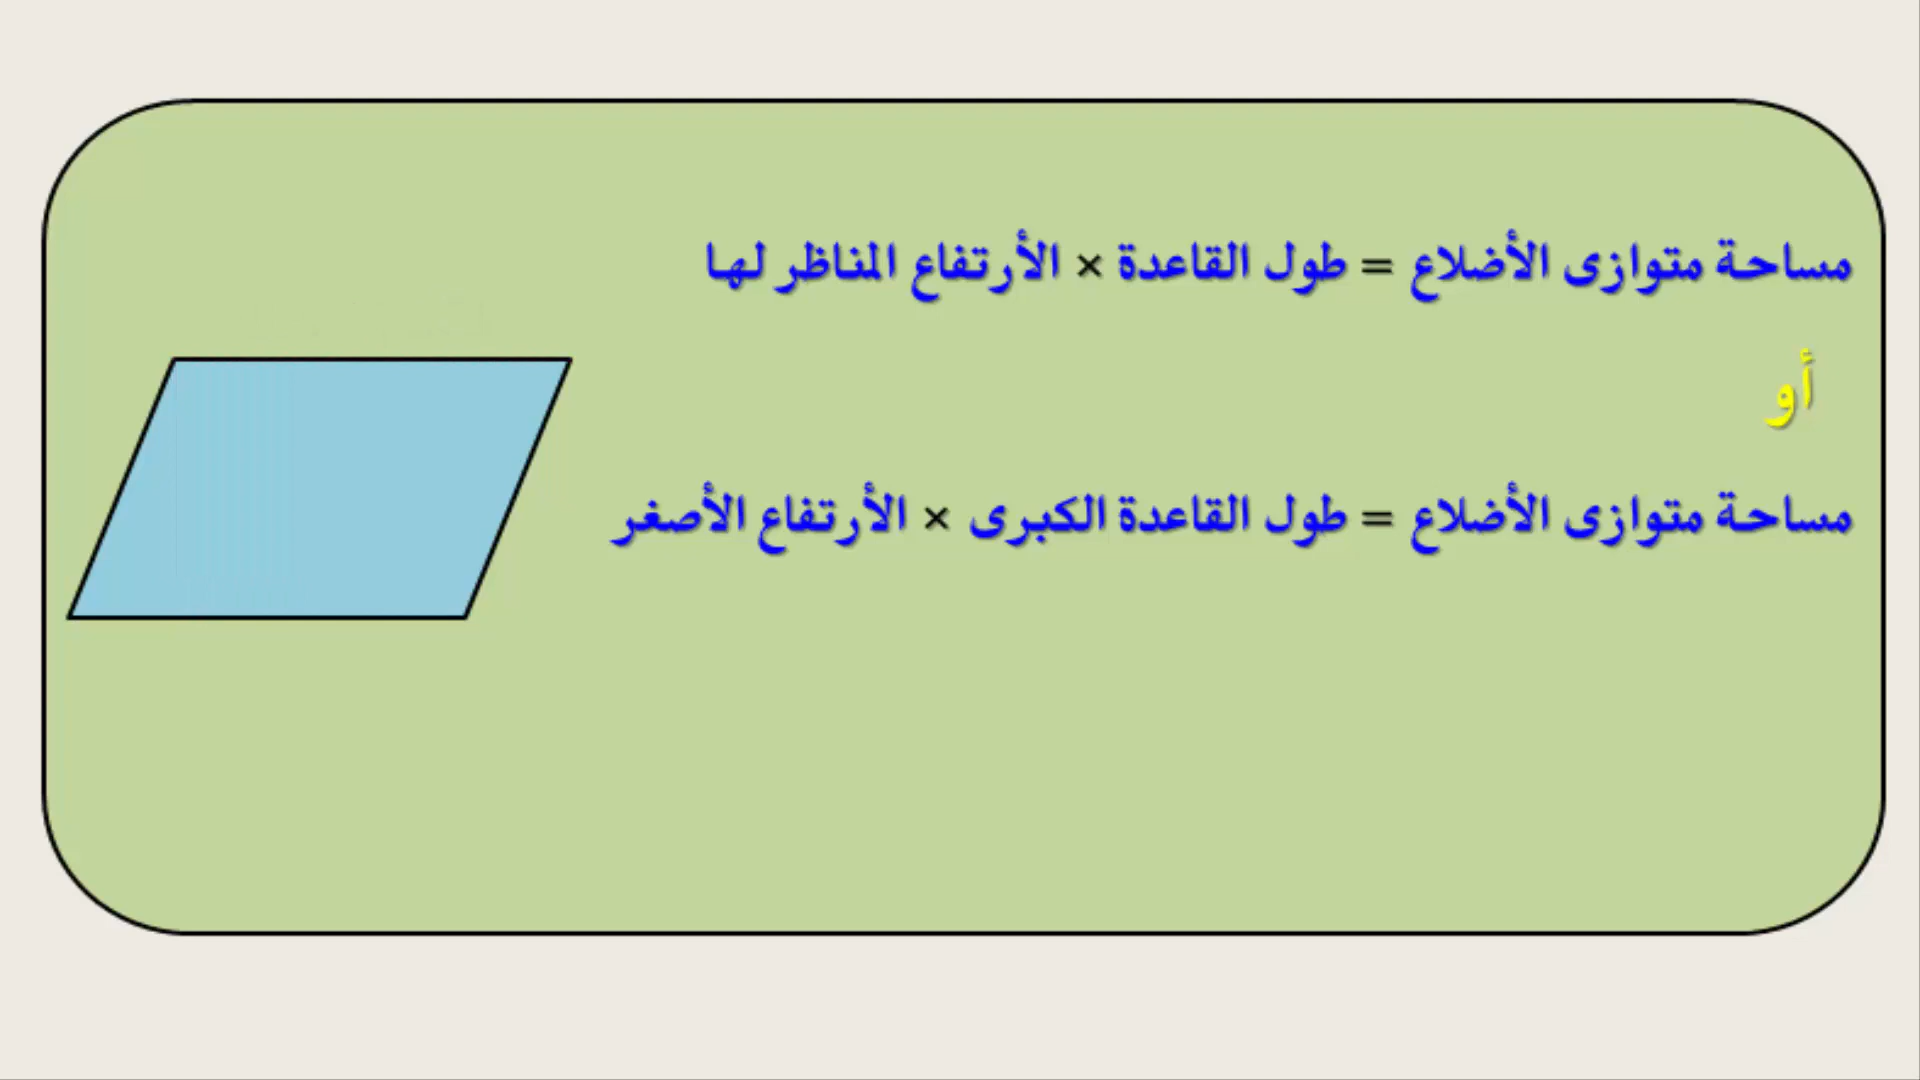 مساحة متوازى الأضلاع = طول القاعدة × الأرتفاع المناظر لها
أو
مساحة متوازى الأضلاع = طول القاعدة الكبرى × الأرتفاع الأصغر